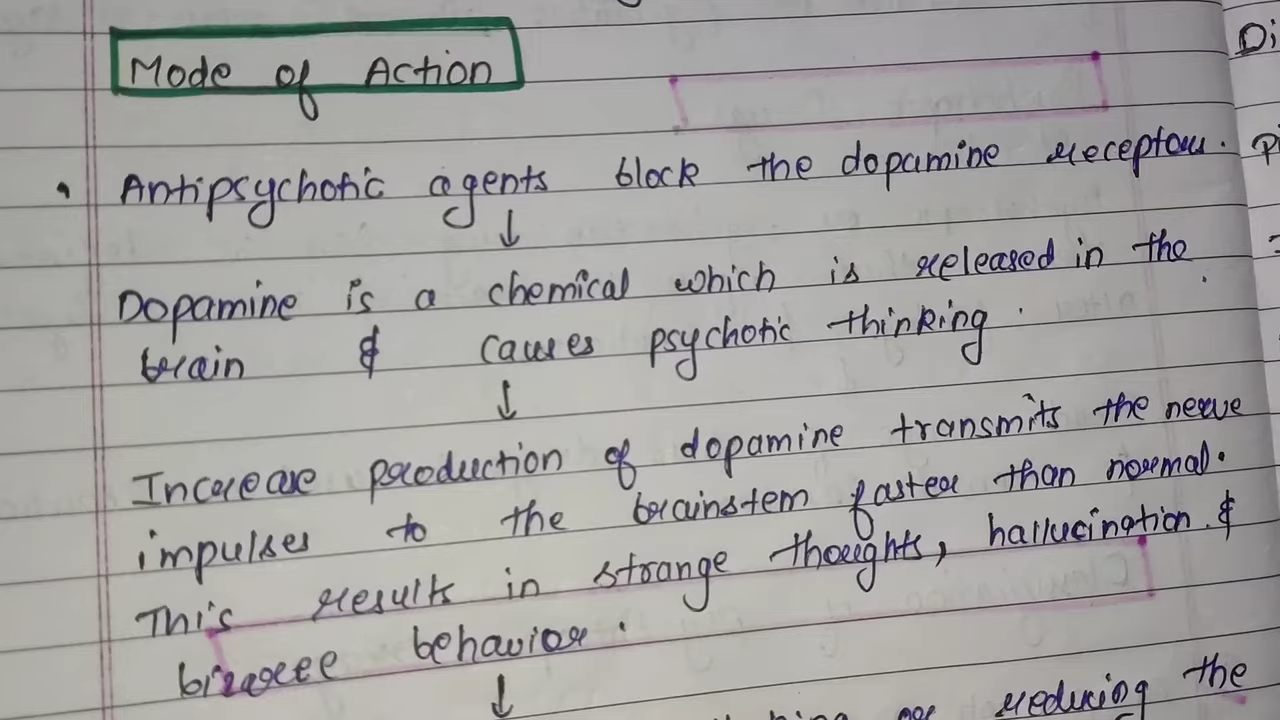 Mode of Action
Di
• Antipsychotic agents block the dopamine receptors.
↓
Dopamine is a chemical which is released in the
brain & causes psychotic thinking.
↓
Increase production of dopamine transmits the nerve
impulses to the brainstem faster than normal.
This results in strange thoughts, hallucination &
bizaree behavior.
↓
reducing the